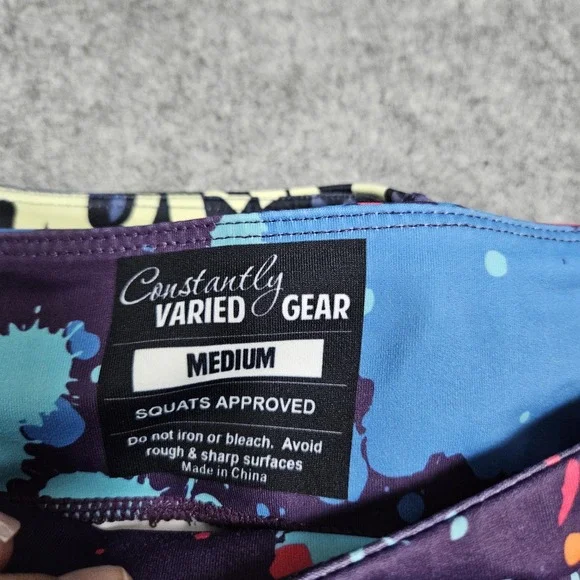 Constantly
VARIED GEAR
MEDIUM
SQUATS APPROVED
Do not iron or bleach. Avoid
rough & sharp surfaces
Made in China